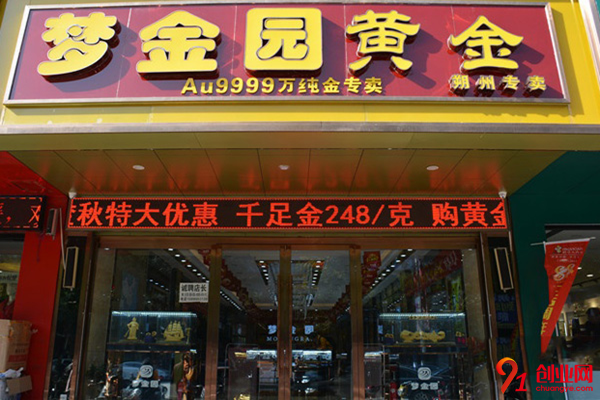 梦金园黄金
Au9999万纯金专卖 朔州专卖
秋特大优惠 千足金248/克 购黄金
诚聘店长
梦金园
91创业网